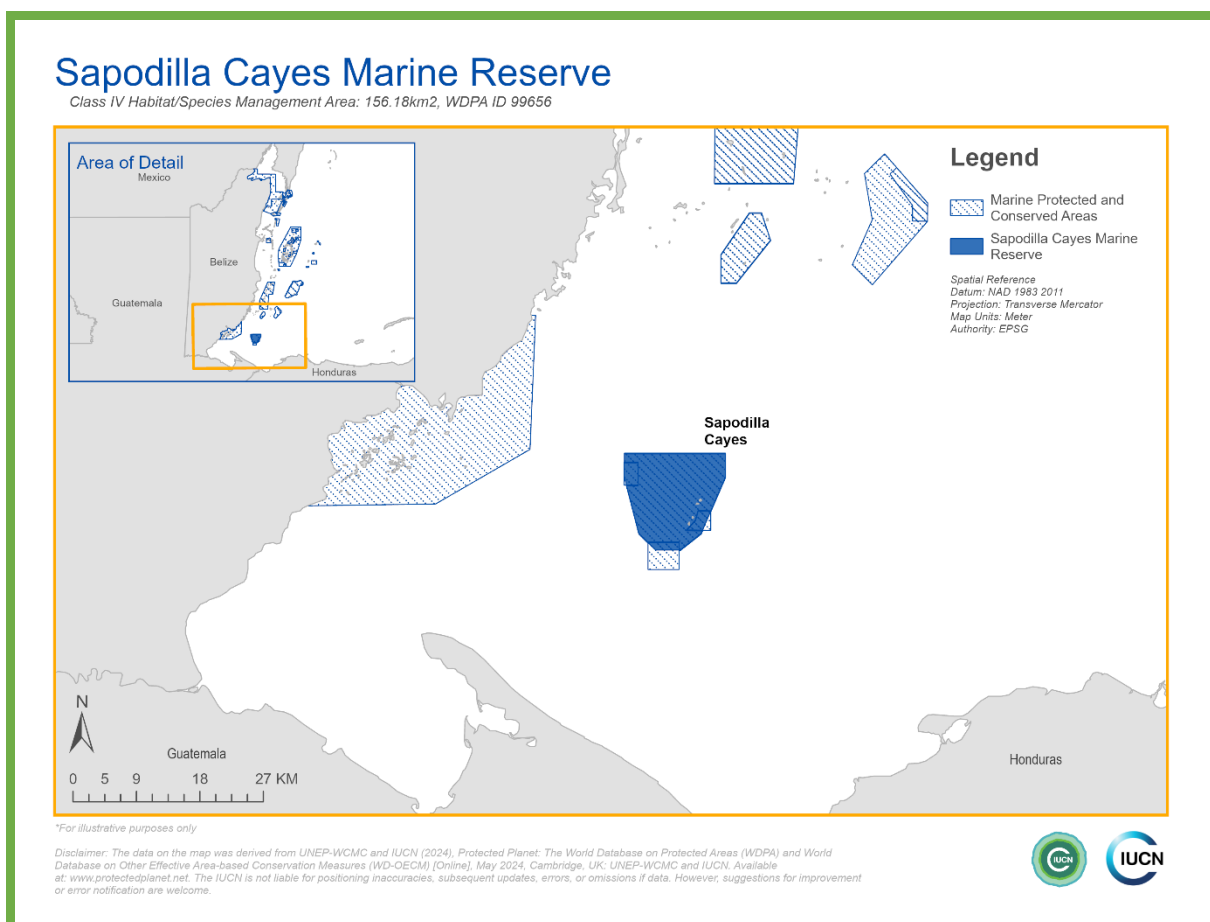 Sapodilla Cayes Marine Reserve
Class IV Habitat/Species Management Area: 156.18km2, WDPA ID 99656
Area of Detail
Mexico
Belize
Guatemala
Honduras
Legend
Marine Protected and
Conserved Areas
Sapodilla Cayes Marine
Reserve
Spatial Reference
Datum: NAD 1983 2011
Projection: Transverse Mercator
Map Units: Meter
Authority: EPSG
Sapodilla
Cayes
N
Guatemala
Honduras
0 5 9 18 27 KM
*For illustrative purposes only
Disclaimer: The data on the map was derived from UNEP-WCMC and IUCN (2024), Protected Planet: The World Database on Protected Areas (WDPA) and World
Database on Other Effective Area-based Conservation Measures (WD-OECM) [Online], May 2024, Cambridge, UK: UNEP-WCMC and IUCN. Available
at: www.protectedplanet.net. The IUCN is not liable for positioning inaccuracies, subsequent updates, errors, or omissions if data. However, suggestions for improvement
or error notification are welcome.
IUCN
IUCN